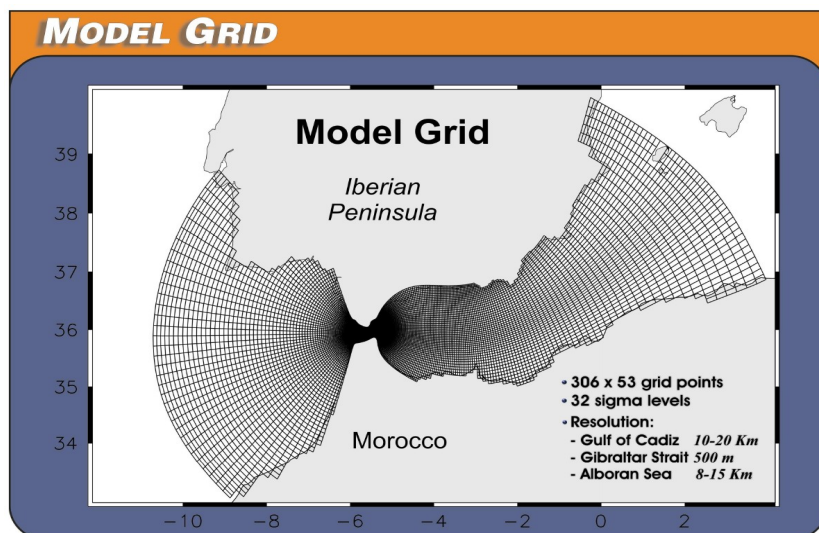 MODEL GRID
Model Grid
Iberian
Peninsula
39
38
37
36
35
34
• 306 x 53 grid points
• 32 sigma levels
• Resolution:
- Gulf of Cadiz 10-20 Km
- Gibraltar Strait 500 m
- Alboran Sea 8-15 Km
Morocco
-10 -8 -6 -4 -2 0 2